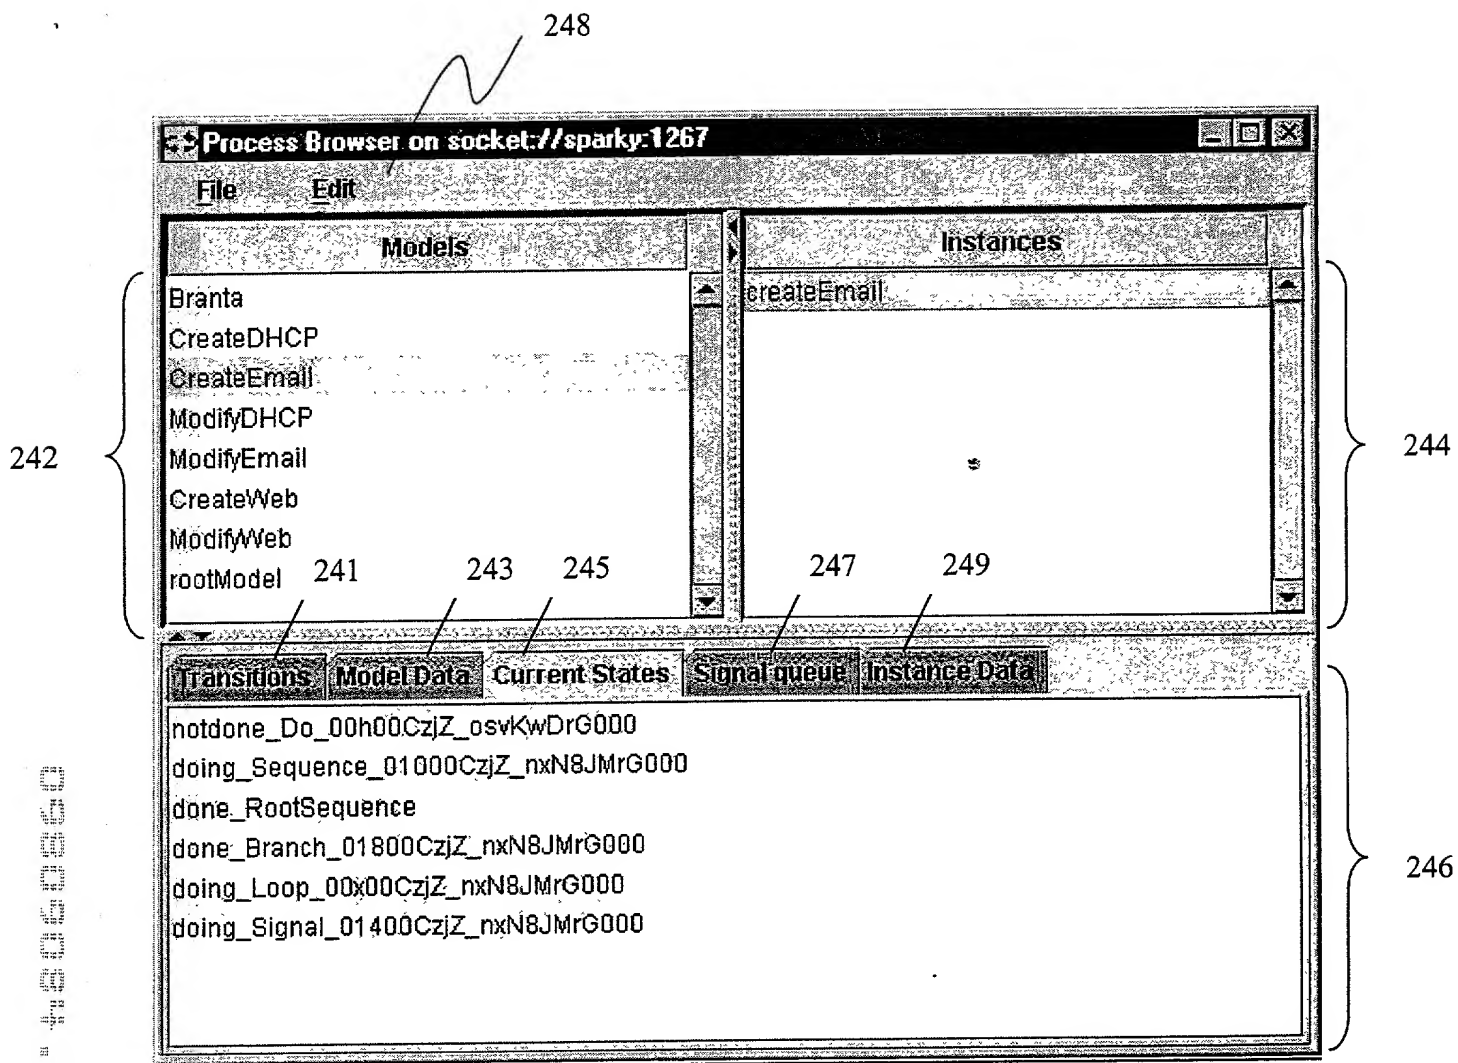 248
Process Browser on socket://sparky:1267
File Edit
Models
Instances
Branta
CreateDHCP
CreateEmail
ModifyDHCP
ModifyEmail
CreateWeb
ModifyWeb
rootModel
createEmail
242
244
241 243 245 247 249
Transitions Model Data Current States Signal queue Instance Data
notdone_Do_00h00CzjZ_osvKwDrG000
doing_Sequence_01000CzjZ_nxN8JMrG000
done_RootSequence
done_Branch_01800CzjZ_nxN8JMrG000
doing_Loop_00x00CzjZ_nxN8JMrG000
doing_Signal_01400CzjZ_nxN8JMrG000
246